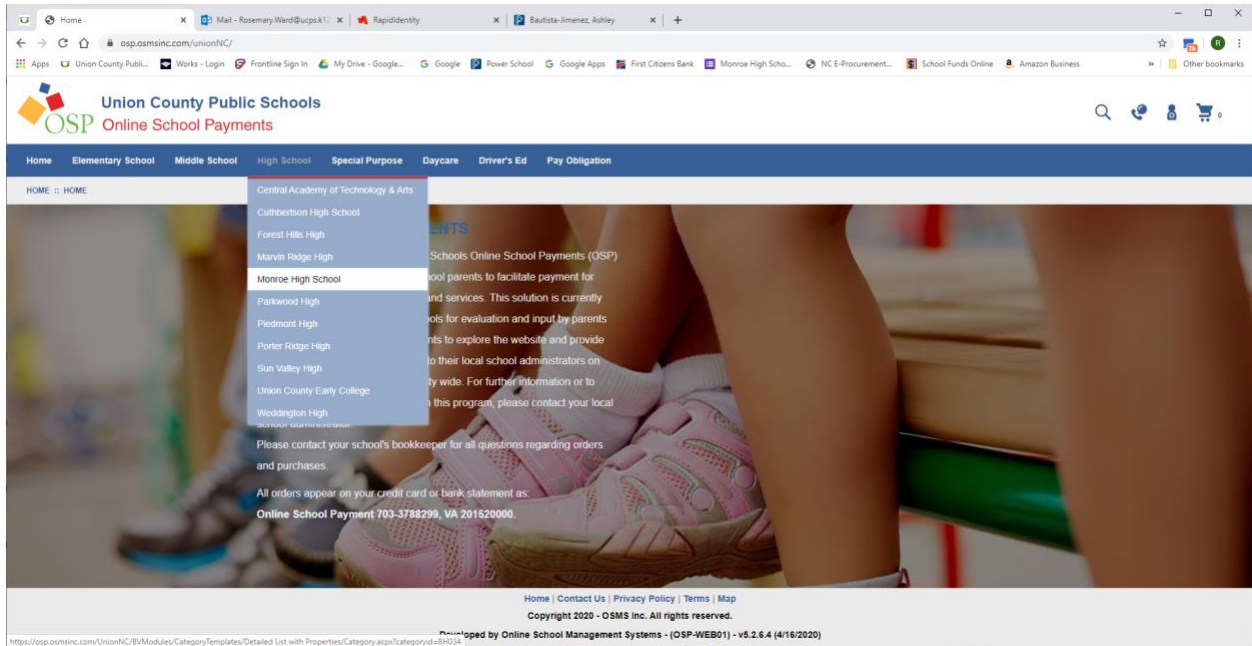 Home
Mail - Rosemary.Ward@ucps.k12
RapidIdentity
Bautista-Jimenez, Ashley
osp.osmsinc.com/unionNC/
R
Apps
Union County Publi...
Works - Login
Frontline Sign In
My Drive - Google...
Google
Power School
Google Apps
First Citizens Bank
Monroe High Scho...
NC E-Procurement...
School Funds Online
Amazon Business
»
Other bookmarks
OSP
Union County Public Schools
Online School Payments
0
Home Elementary School Middle School High School Special Purpose Daycare Driver's Ed Pay Obligation
HOME :: HOME
Central Academy of Technology & Arts
Cuthbertson High School
Forest Hills High
Marvin Ridge High
Monroe High School
Parkwood High
Piedmont High
Porter Ridge High
Sun Valley High
Union County Early College
Weddington High
ENTS
Schools Online School Payments (OSP)
ool parents to facilitate payment for
and services. This solution is currently
ols for evaluation and input by parents
nts to explore the website and provide
to their local school administrators on
ty wide. For further information or to
this program, please contact your local
school administrator.
Please contact your school's bookkeeper for all questions regarding orders
and purchases.
All orders appear on your credit card or bank statement as:
Online School Payment 703-3788299, VA 201520000.
Home | Contact Us | Privacy Policy | Terms | Map
Copyright 2020 - OSMS Inc. All rights reserved.
Developed by Online School Management Systems - (OSP-WEB01) - v5.2.6.4 (4/16/2020)
https://osp.osmsinc.com/UnionNC/BVModules/CategoryTemplates/Detailed List with Properties/Category.aspx?categoryid=BH034